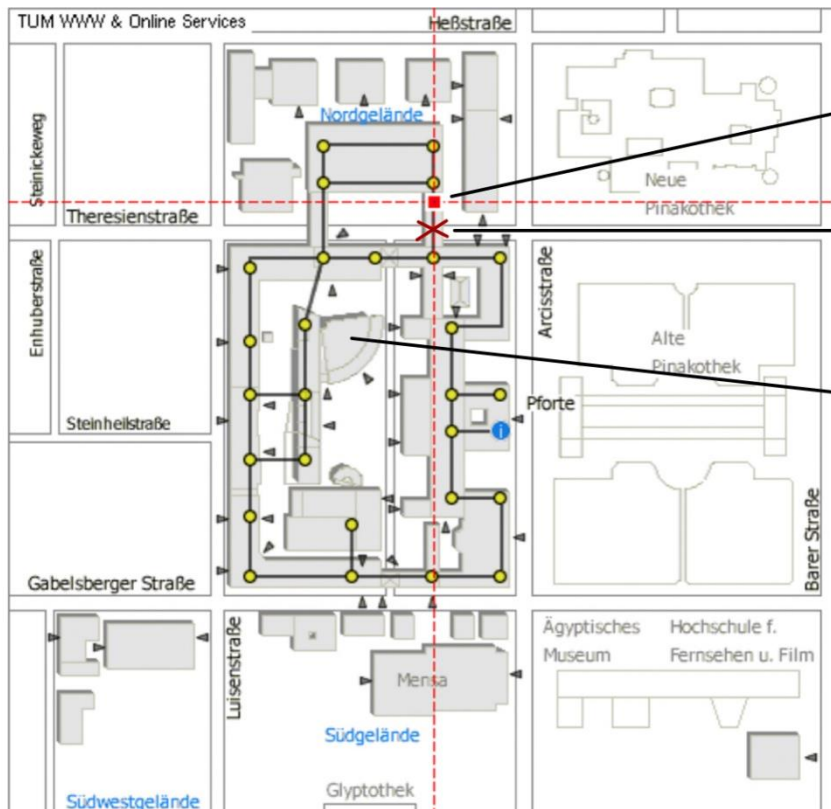 TUM WWW & Online Services
Heßstraße
Steinickeweg
Nordgelände
Neue
Pinakothek
Theresienstraße
Enhuberstraße
Arcisstraße
Alte
Pinakothek
Pforte
Steinheilstraße
i
Barer Straße
Gabelsberger Straße
Luisenstraße
Ägyptisches
Museum
Hochschule f.
Fernsehen u. Film
Mensa
Südgelände
Glyptothek
Südwestgelände